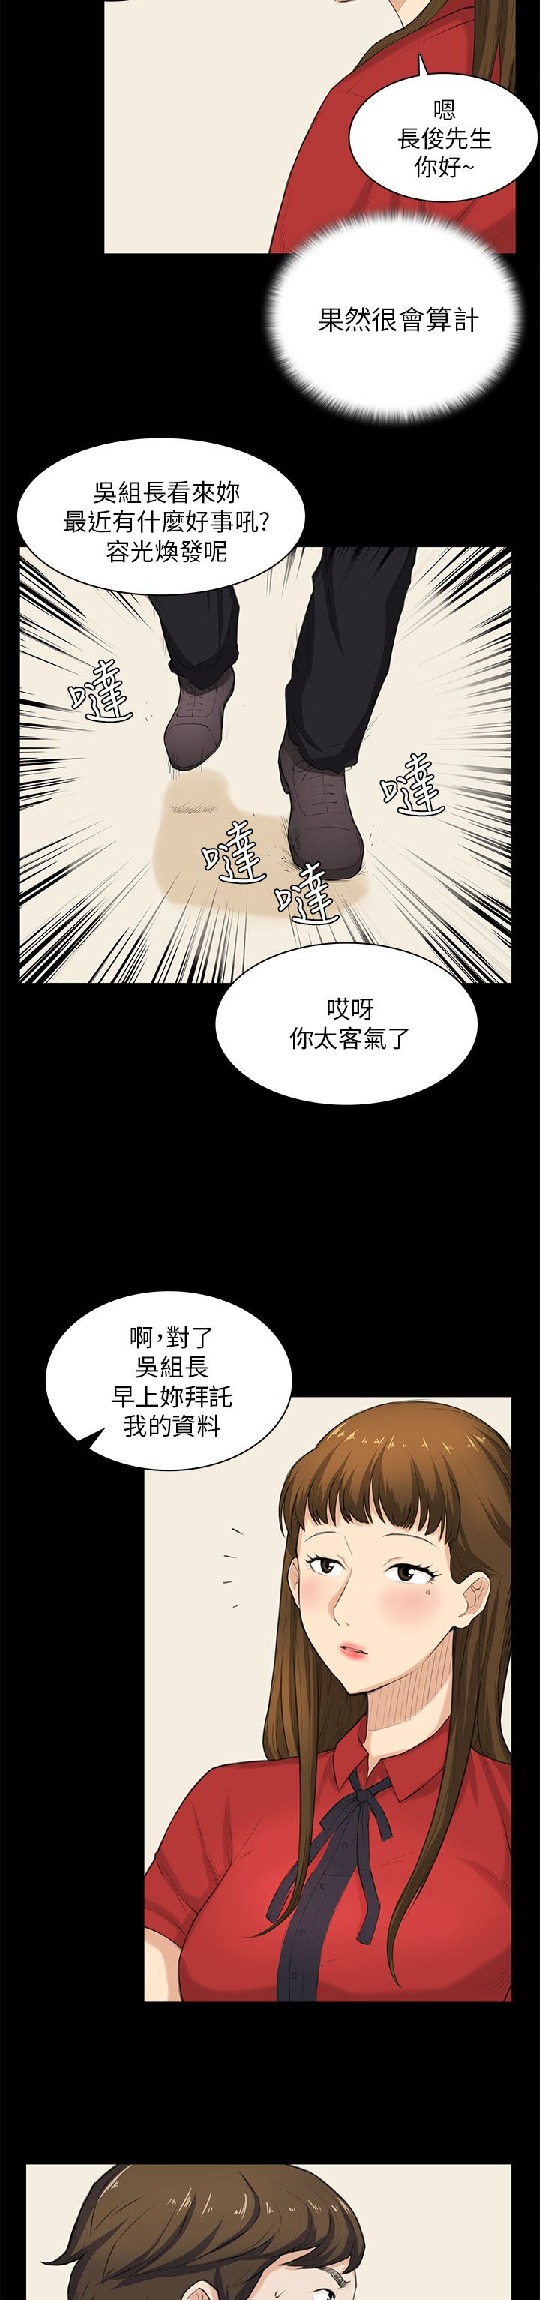 嗯
長俊先生
你好~
果然很會算計
吳組長看來妳
最近有什麼好事吼?
容光煥發呢
噠
噠
噠
噠
哎呀
你太客氣了
啊，對了
吳組長
早上妳拜託
我的資料